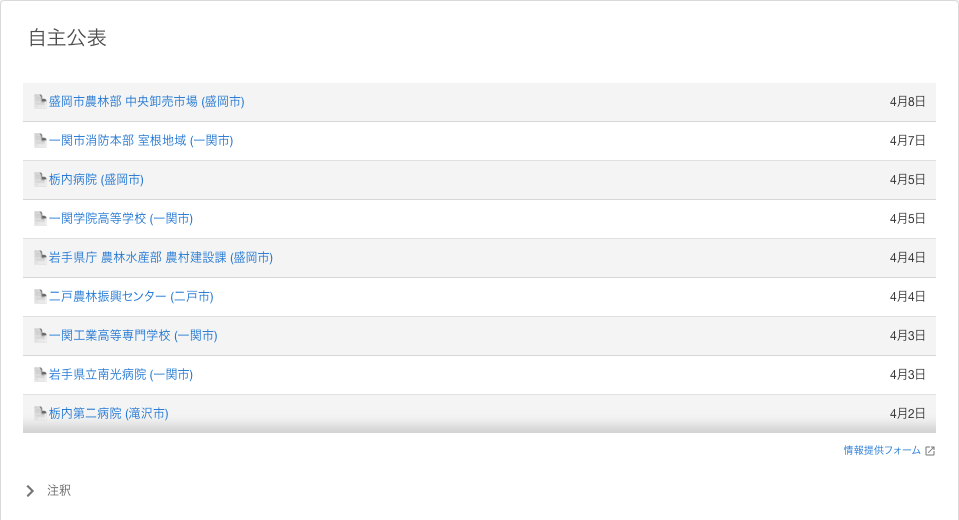 自主公表
盛岡市農林部 中央卸売市場 (盛岡市) 4月8日
一関市消防本部 室根地域 (一関市) 4月7日
栃内病院 (盛岡市) 4月5日
一関学院高等学校 (一関市) 4月5日
岩手県庁 農林水産部 農村建設課 (盛岡市) 4月4日
二戸農林振興センター (二戸市) 4月4日
一関工業高等専門学校 (一関市) 4月3日
岩手県立南光病院 (一関市) 4月3日
栃内第二病院 (滝沢市) 4月2日
情報提供フォーム
注釈